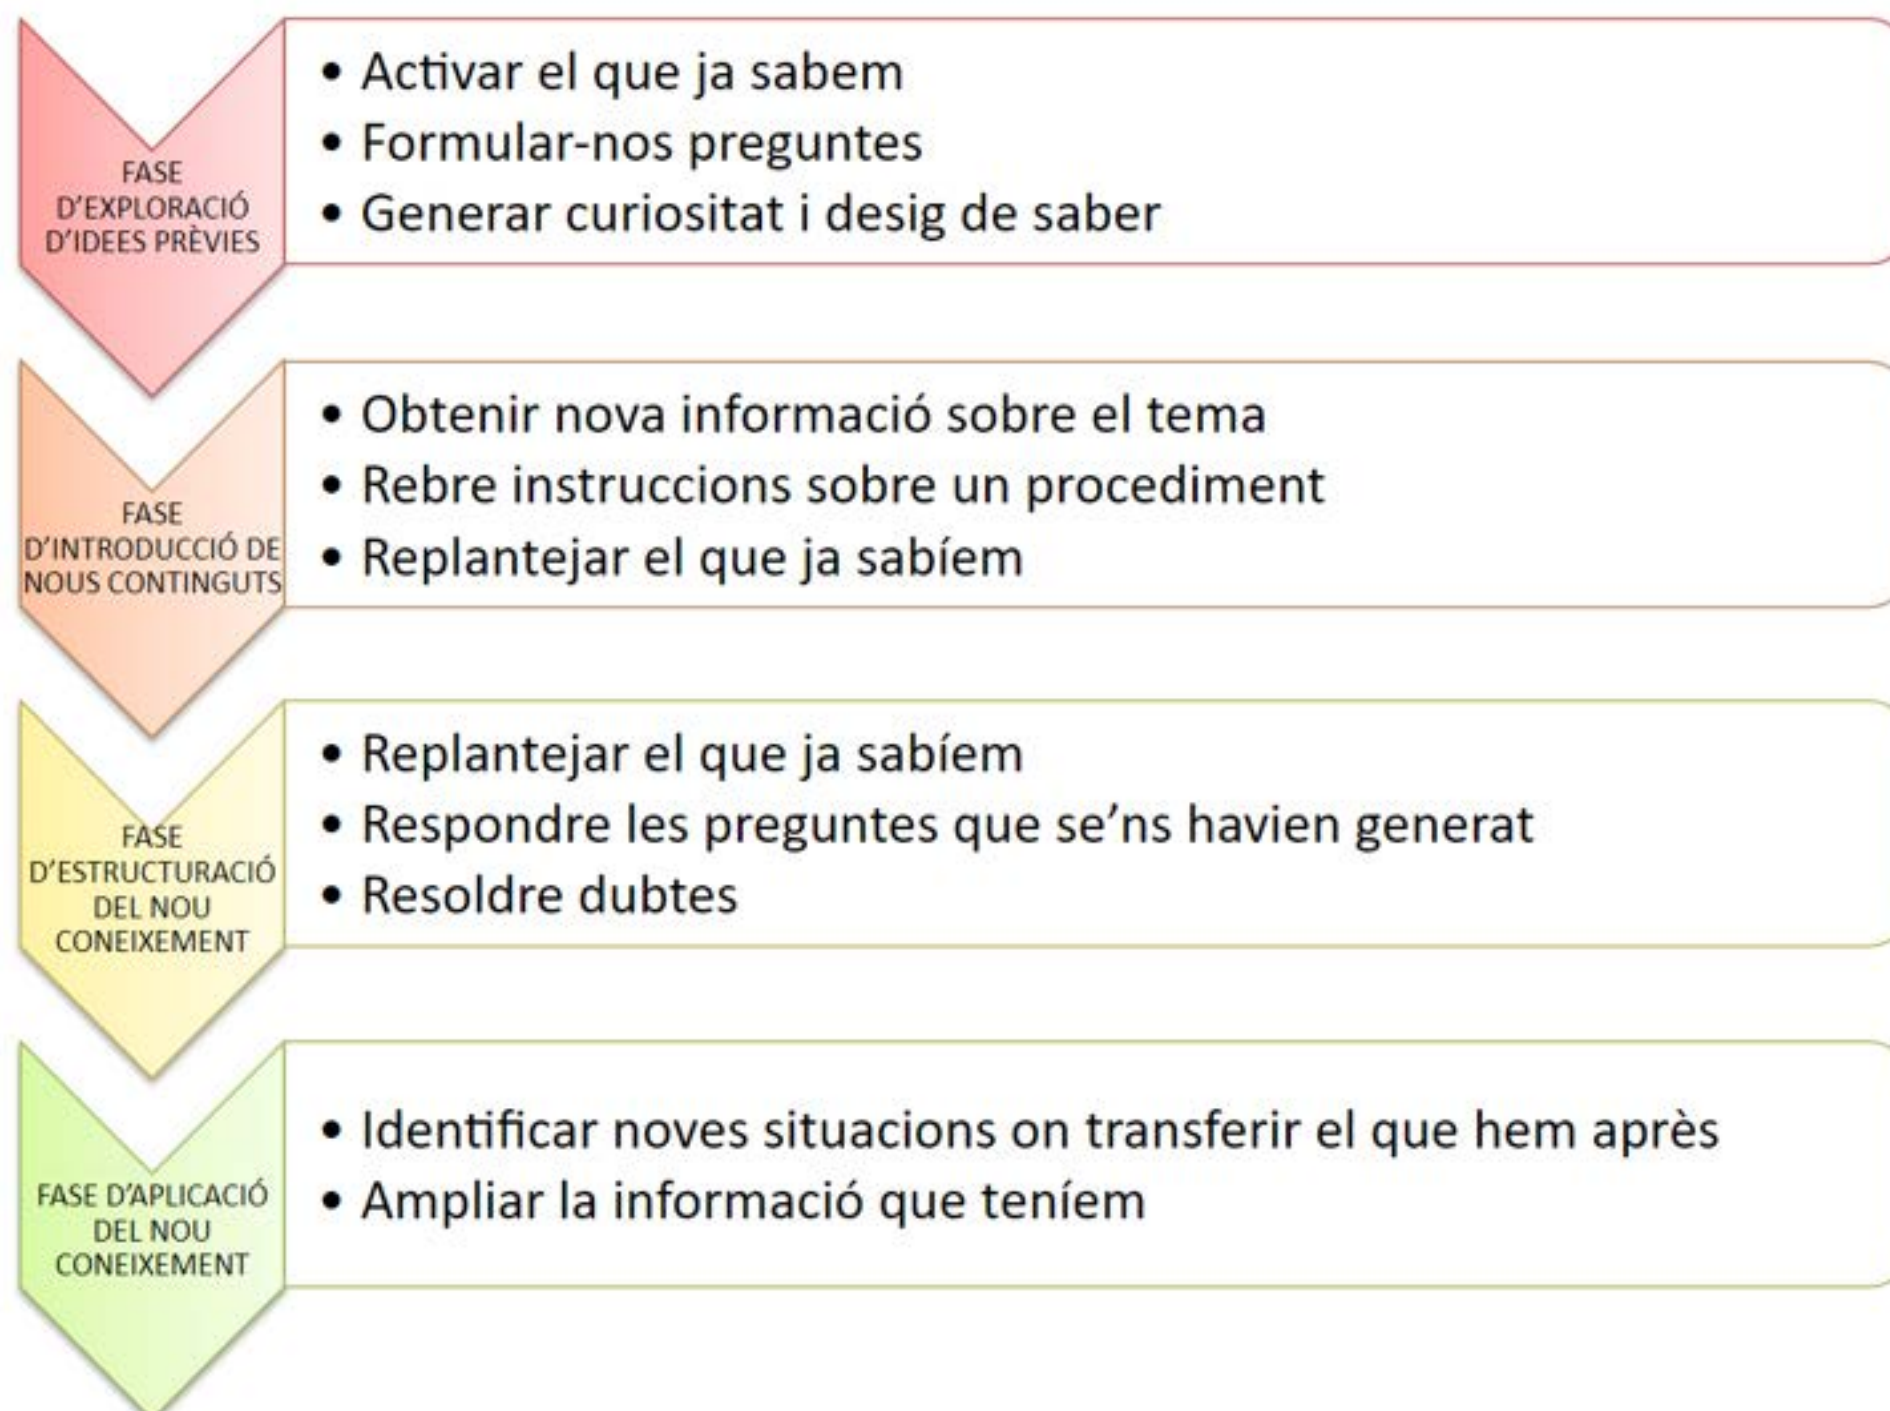 FASE
D'EXPLORACIÓ
D'IDEES PRÈVIES
• Activar el que ja sabem
• Formular-nos preguntes
• Generar curiositat i desig de saber
FASE
D'INTRODUCCIÓ DE
NOUS CONTINGUTS
• Obtenir nova informació sobre el tema
• Rebre instruccions sobre un procediment
• Replantejar el que ja sabíem
FASE
D'ESTRUCTURACIÓ
DEL NOU
CONEIXEMENT
• Replantejar el que ja sabíem
• Respondre les preguntes que se'ns havien generat
• Resoldre dubtes
FASE D'APLICACIÓ
DEL NOU
CONEIXEMENT
• Identificar noves situacions on transferir el que hem après
• Ampliar la informació que teníem